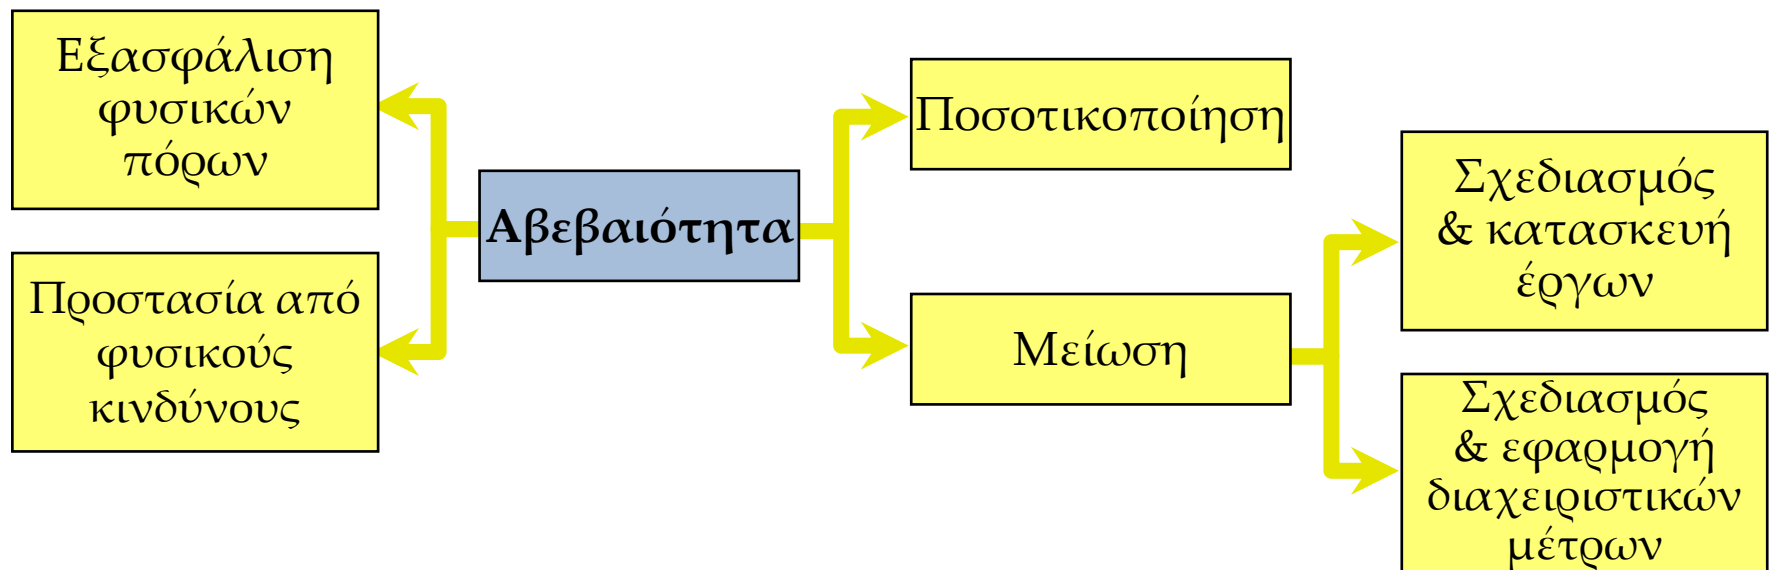 Εξασφάλιση
φυσικών
πόρων
Προστασία από
φυσικούς
κινδύνους
Αβεβαιότητα
Ποσοτικοποίηση
Μείωση
Σχεδιασμός
& κατασκευή
έργων
Σχεδιασμός
& εφαρμογή
διαχειριστικών
μέτρων